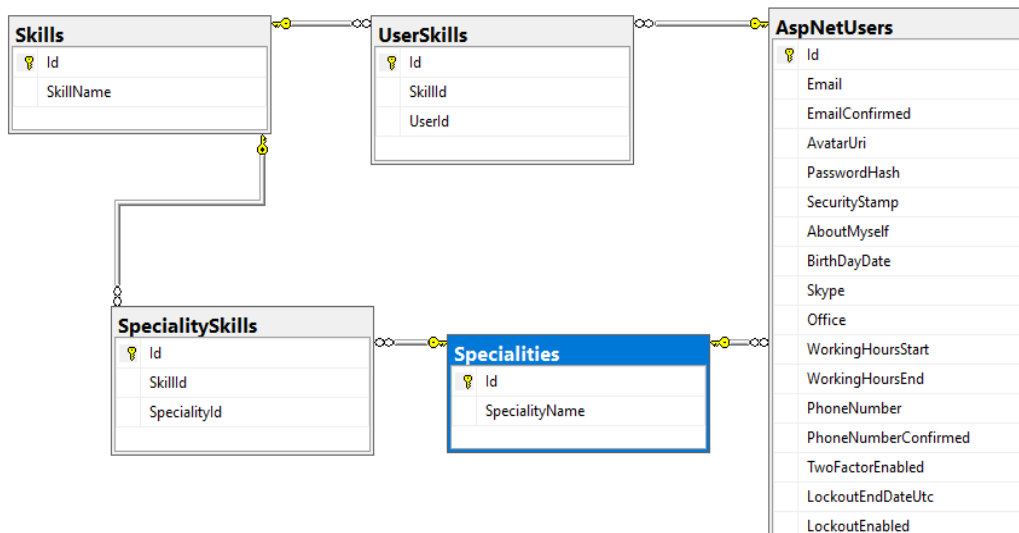 Skills
Id
SkillName
UserSkills
Id
SkillId
UserId
AspNetUsers
Id
Email
EmailConfirmed
AvatarUri
PasswordHash
SecurityStamp
AboutMyself
BirthDayDate
Skype
Office
WorkingHoursStart
WorkingHoursEnd
PhoneNumber
PhoneNumberConfirmed
TwoFactorEnabled
LockoutEndDateUtc
LockoutEnabled
SpecialitySkills
Id
SkillId
SpecialityId
Specialities
Id
SpecialityName